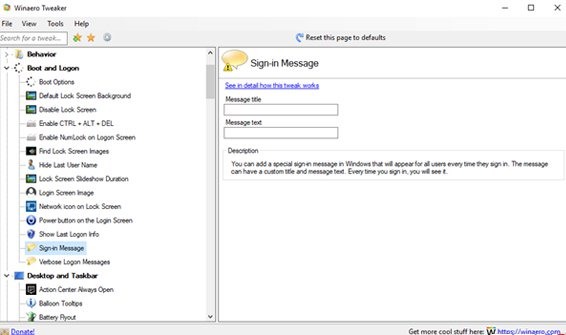 Winaero Tweaker
File View Tools Help
Search for a tweak...
Reset this page to defaults
Behavior
Boot and Logon
Boot Options
Default Lock Screen Background
Disable Lock Screen
Enable CTRL + ALT + DEL
Enable NumLock on Logon Screen
Find Lock Screen Images
Hide Last User Name
Lock Screen Slideshow Duration
Login Screen Image
Network icon on Lock Screen
Power button on the Login Screen
Show Last Logon Info
Sign-in Message
Verbose Logon Messages
Desktop and Taskbar
Action Center Always Open
Balloon Tooltips
Battery Flyout
Sign-in Message
See in detail how this tweak works
Message title
Message text
Description
You can add a special sign-in message in Windows that will appear for all users every time they sign in. The message
can have a custom title and message text. Every time you sign in, you will see it.
Donate!
Get more cool stuff here: W https://winaero.com